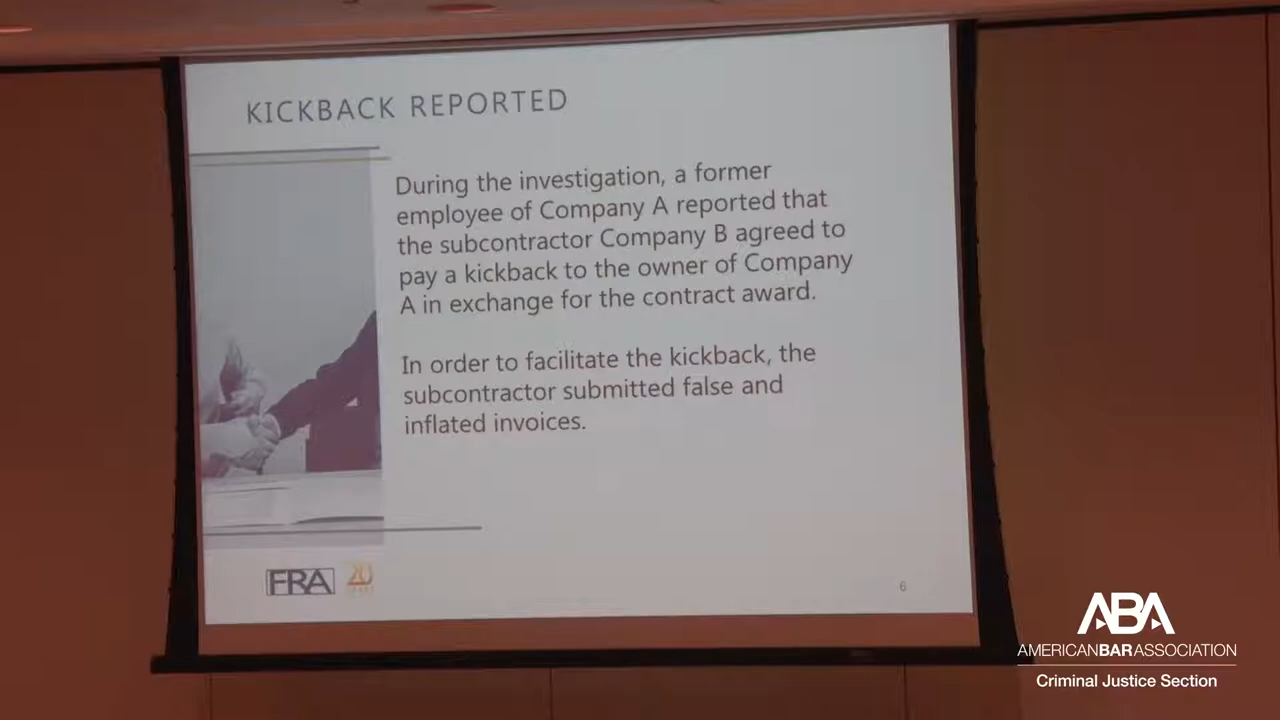 KICKBACK REPORTED
During the investigation, a former
employee of Company A reported that
the subcontractor Company B agreed to
pay a kickback to the owner of Company
A in exchange for the contract award.
In order to facilitate the kickback, the
subcontractor submitted false and
inflated invoices.
FRA
20
6
ABA
AMERICANBARASSOCIATION
Criminal Justice Section